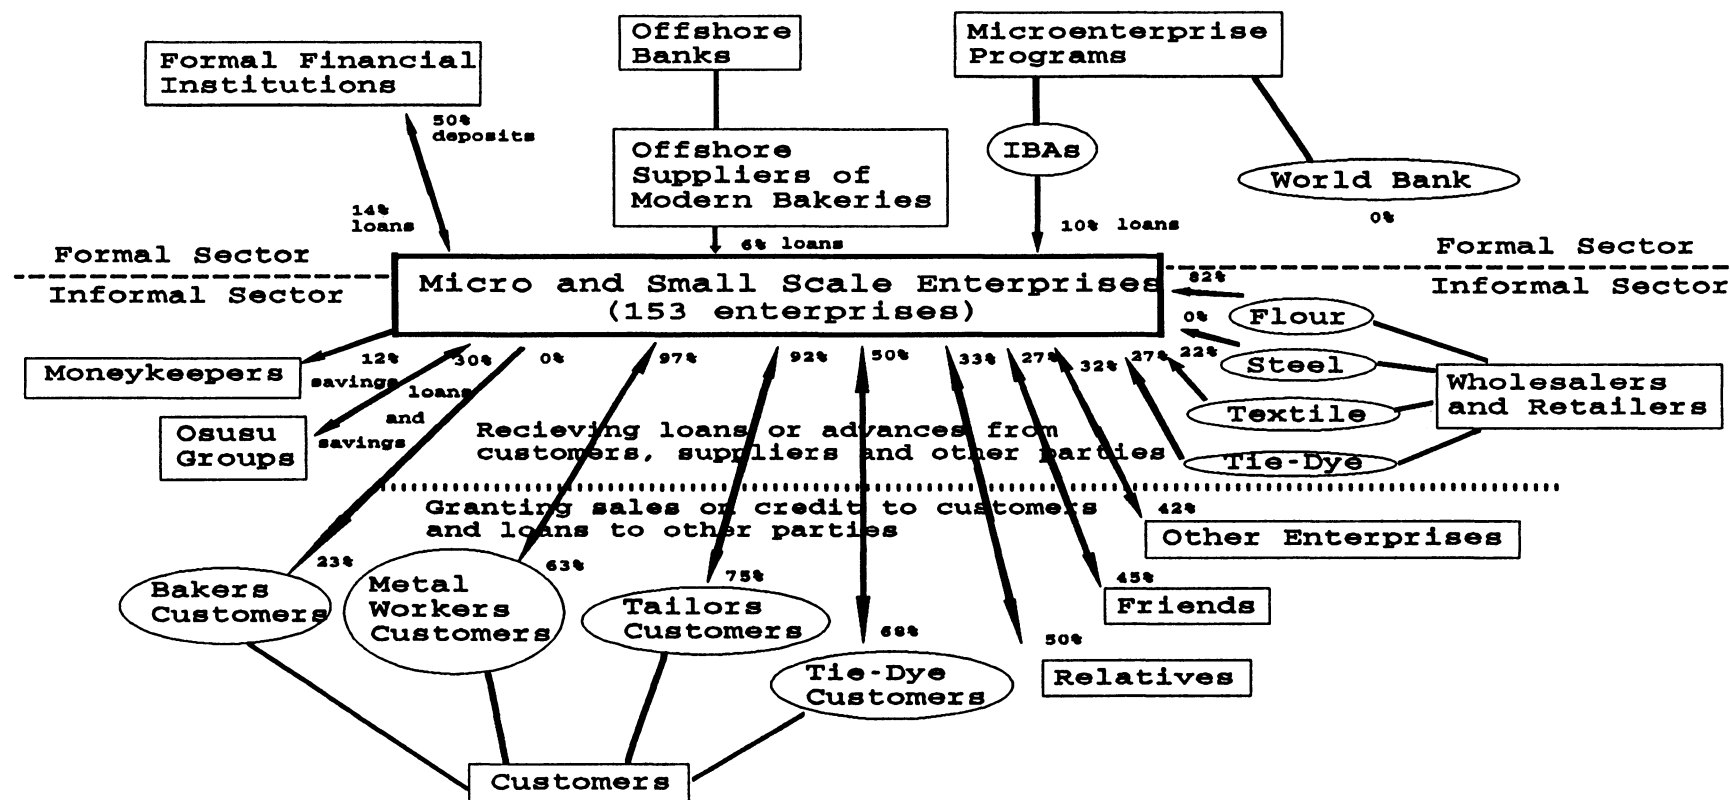 Offshore
Banks
Microenterprise
Programs
Formal Financial
Institutions
50%
deposits
Offshore
Suppliers of
Modern Bakeries
IBAs
World Bank
0%
14%
loans
6% loans
10% loans
Formal Sector
Formal Sector
Informal Sector
Informal Sector
Micro and Small Scale Enterprises
(153 enterprises)
82%
Flour
0%
Steel
22%
Textile
27%
Tie-Dye
Wholesalers
and Retailers
Moneykeepers
12%
savings
30%
loans
and
savings
Osusu
Groups
0%
97%
92%
50%
33%
27%
32%
Recieving loans or advances from
customers, suppliers and other parties
Granting sales on credit to customers
and loans to other parties
42%
Other Enterprises
45%
Friends
50%
Relatives
23%
Bakers
Customers
63%
Metal
Workers
Customers
75%
Tailors
Customers
68%
Tie-Dye
Customers
Customers